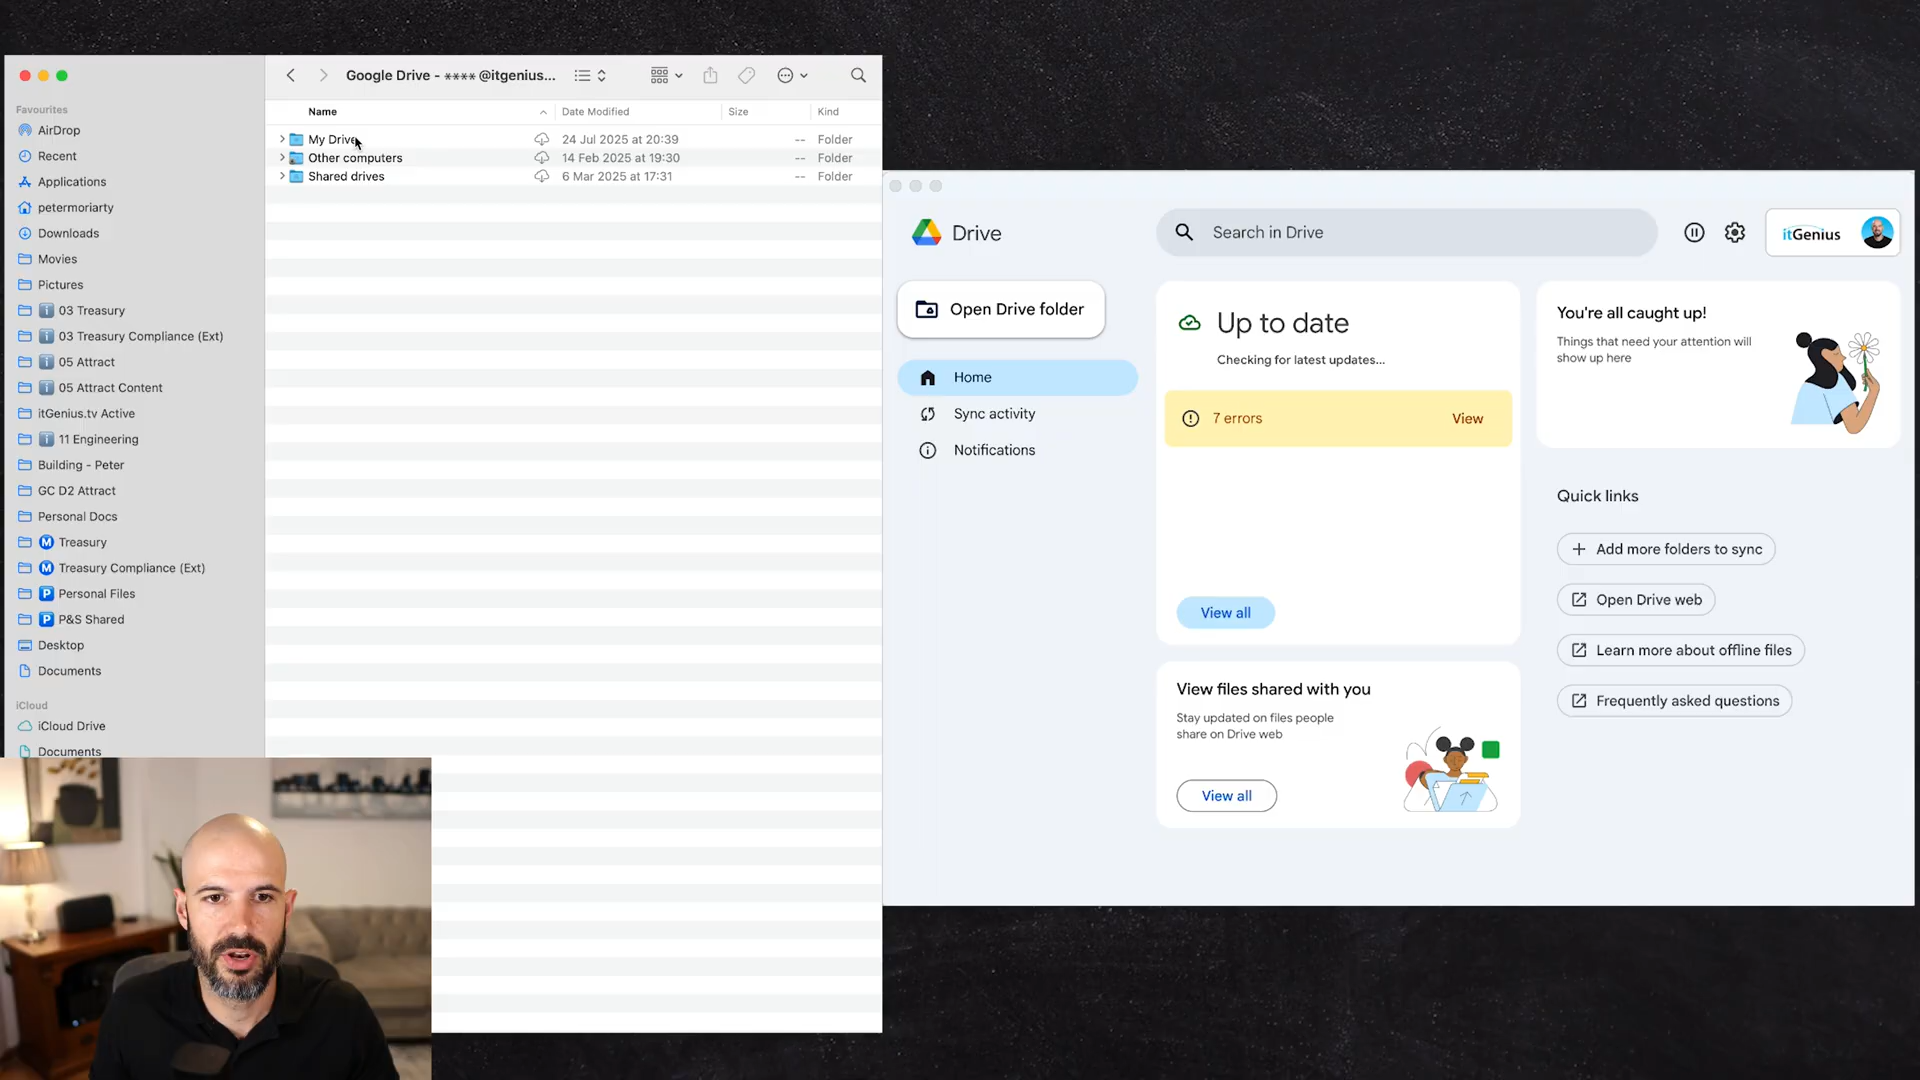 Google Drive - **** @itgenius...
Name
Date Modified
Size
Kind
Favourites
AirDrop
Recent
Applications
petermoriarty
Downloads
Movies
Pictures
03 Treasury
03 Treasury Compliance (Ext)
05 Attract
05 Attract Content
itGenius.tv Active
11 Engineering
Building - Peter
GC D2 Attract
Personal Docs
M Treasury
M Treasury Compliance (Ext)
P Personal Files
P P&S Shared
Desktop
Documents
iCloud
iCloud Drive
Documents
My Drive
24 Jul 2025 at 20:39
--
Folder
Other computers
14 Feb 2025 at 19:30
--
Folder
Shared drives
6 Mar 2025 at 17:31
--
Folder
Drive
Search in Drive
itGenius
Open Drive folder
Home
Sync activity
Notifications
Up to date
Checking for latest updates...
7 errors
View
View all
View files shared with you
Stay updated on files people
share on Drive web
View all
You're all caught up!
Things that need your attention will
show up here
Quick links
Add more folders to sync
Open Drive web
Learn more about offline files
Frequently asked questions